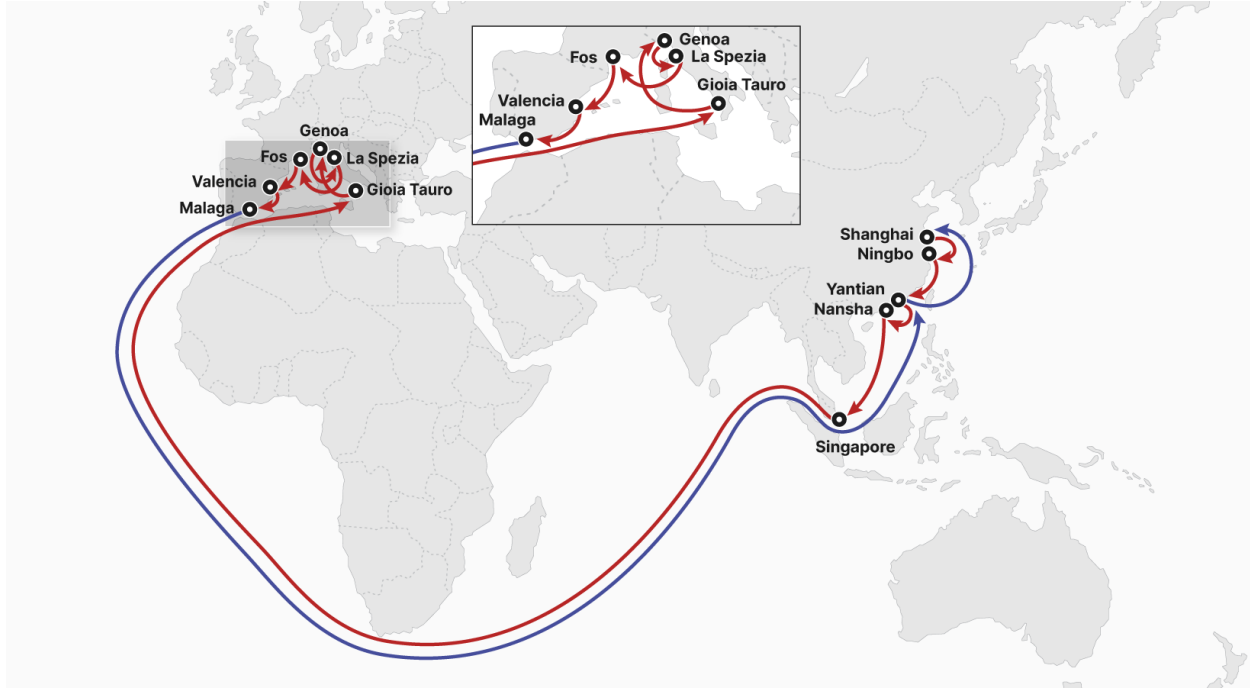 Genoa
Fos
La Spezia
Gioia Tauro
Valencia
Malaga
Genoa
Fos
La Spezia
Valencia
Gioia Tauro
Malaga
Shanghai
Ningbo
Yantian
Nansha
Singapore